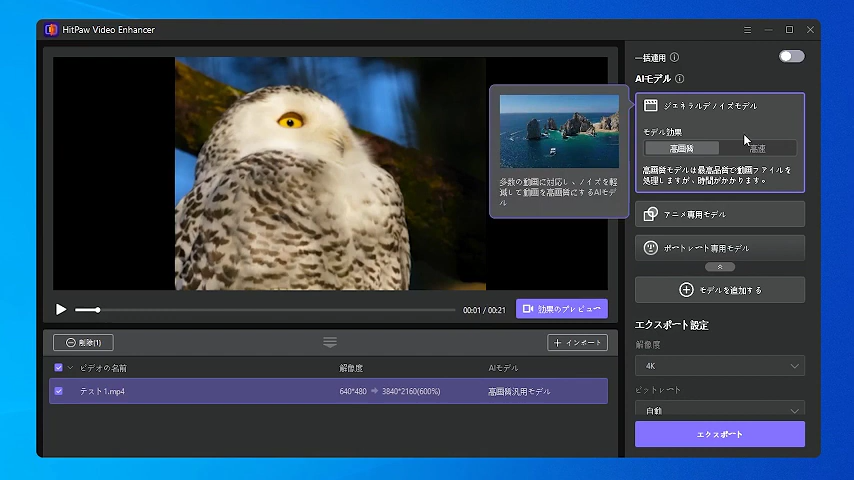 HitPaw Video Enhancer
一括適用
AIモデル
ジェネラルデノイズモデル
モデル効果
高画質
高速
高画質モデルは最高品質で動画ファイルを
処理しますが、時間がかかります。
多数の動画に対応し、ノイズを軽
減して動画を高画質にするAIモデ
ル
アニメ専用モデル
ポートレート専用モデル
モデルを追加する
00:01 / 00:21
効果のプレビュー
エクスポート設定
解像度
4K
ビットレート
自動
エクスポート
削除(1)
インポート
ビデオの名前
解像度
AIモデル
テスト1.mp4
640*480
3840*2160(600%)
高画質汎用モデル